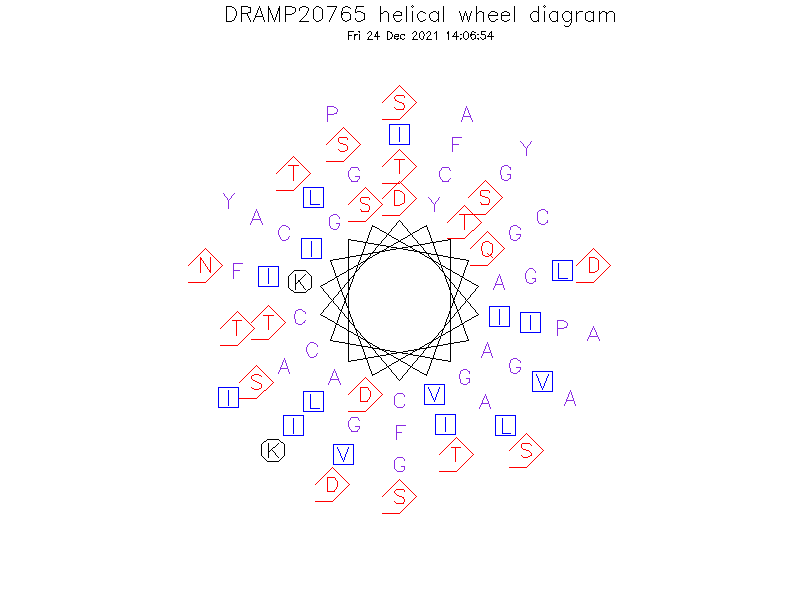 DRAMP20765 helical wheel diagram
Fri 24 Dec 2021 14:06:54
S
P A
I
S F Y
T
T G C G
Y L S D Y S
A G T C
C G
I Q
N D
F L
I G
K A
C I
T I
T P
A
C A
A G
A G
S V
I D V A
L C A
I G I L
F
K V T S
G
D
S